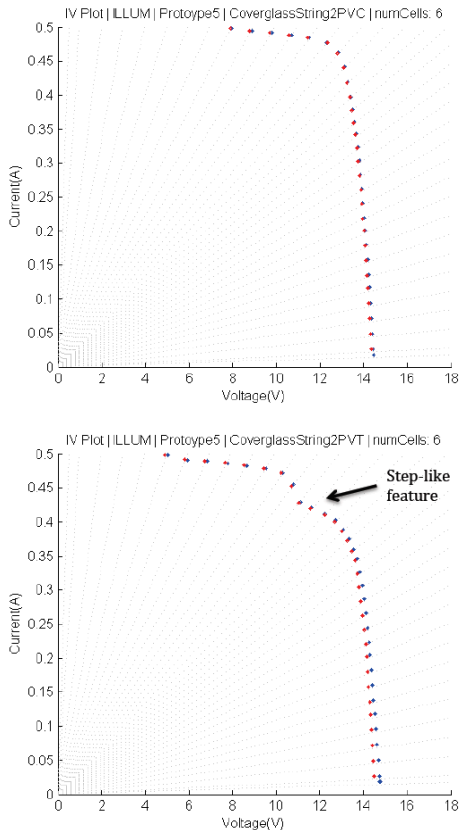 IV Plot | ILLUM | Protoype5 | CoverglassString2PVC | numCells: 6
0.5
0.45
0.4
0.35
0.3
0.25
0.2
0.15
0.1
0.05
0
Current(A)
0 2 4 6 8 10 12 14 16 18
Voltage(V)
IV Plot | ILLUM | Protoype5 | CoverglassString2PVT | numCells: 6
0.5
0.45
0.4
0.35
0.3
0.25
0.2
0.15
0.1
0.05
0
Current(A)
Step-like
feature
0 2 4 6 8 10 12 14 16 18
Voltage(V)